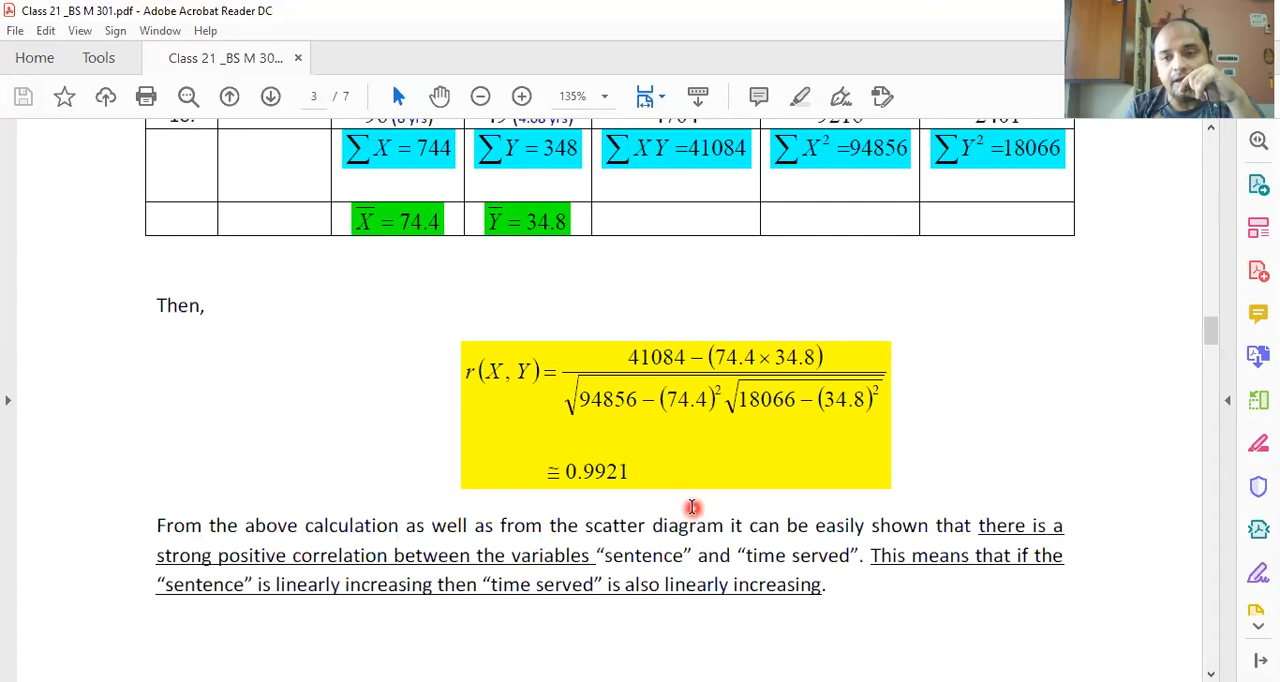 Class 21 _BS M 301.pdf - Adobe Acrobat Reader DC
File Edit View Sign Window Help
Home Tools Class 21 _BS M 30... ×
3 / 7 135%
∑ X = 744 ∑ Y = 348 ∑ XY =41084 ∑ X² =94856 ∑ Y² =18066
X̅ = 74.4 Y̅ = 34.8
Then,
r(X, Y) = (41084 − (74.4 × 34.8)) / (√(94856 − (74.4)²) √(18066 − (34.8)²))
≅ 0.9921
From the above calculation as well as from the scatter diagram it can be easily shown that there is a
strong positive correlation between the variables “sentence” and “time served”. This means that if the
“sentence” is linearly increasing then “time served” is also linearly increasing.